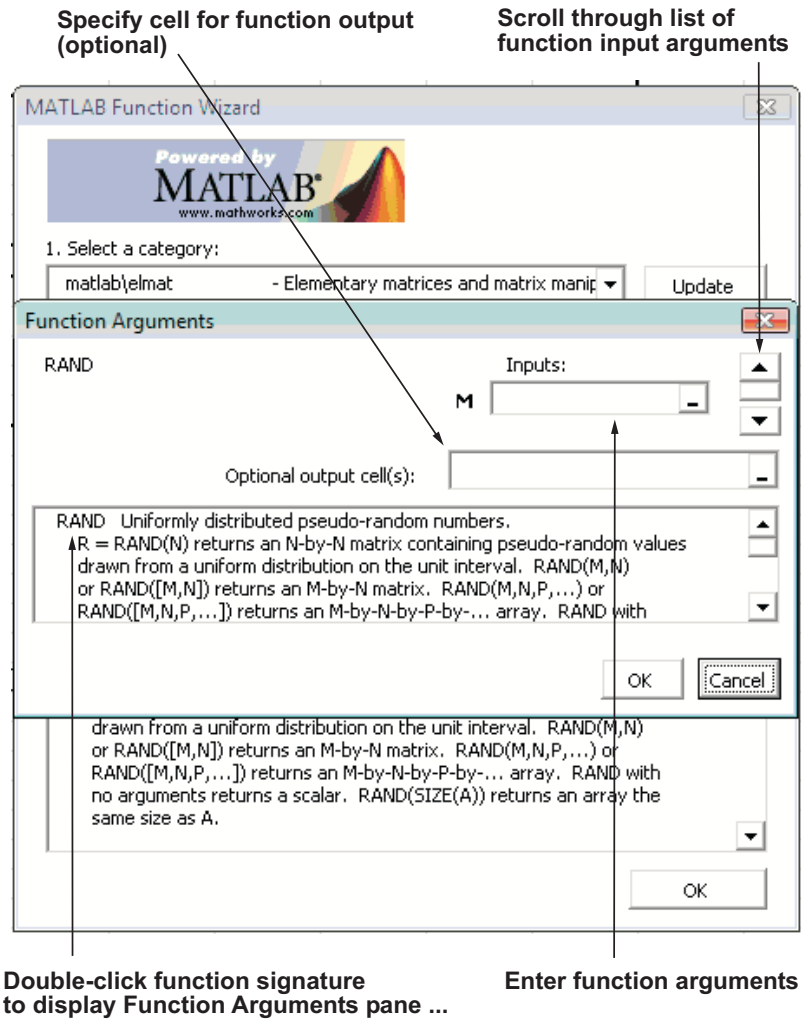 Specify cell for function output
(optional)
Scroll through list of
function input arguments
MATLAB Function Wizard
Powered by
MATLAB®
www.mathworks.com
1. Select a category:
matlab\elmat - Elementary matrices and matrix manip
Update
Function Arguments
RAND
Inputs:
M
Optional output cell(s):
RAND Uniformly distributed pseudo-random numbers.
R = RAND(N) returns an N-by-N matrix containing pseudo-random values
drawn from a uniform distribution on the unit interval. RAND(M,N)
or RAND([M,N]) returns an M-by-N matrix. RAND(M,N,P,...) or
RAND([M,N,P,...]) returns an M-by-N-by-P-by-... array. RAND with
OK
Cancel
drawn from a uniform distribution on the unit interval. RAND(M,N)
or RAND([M,N]) returns an M-by-N matrix. RAND(M,N,P,...) or
RAND([M,N,P,...]) returns an M-by-N-by-P-by-... array. RAND with
no arguments returns a scalar. RAND(SIZE(A)) returns an array the
same size as A.
OK
Double-click function signature
to display Function Arguments pane ...
Enter function arguments